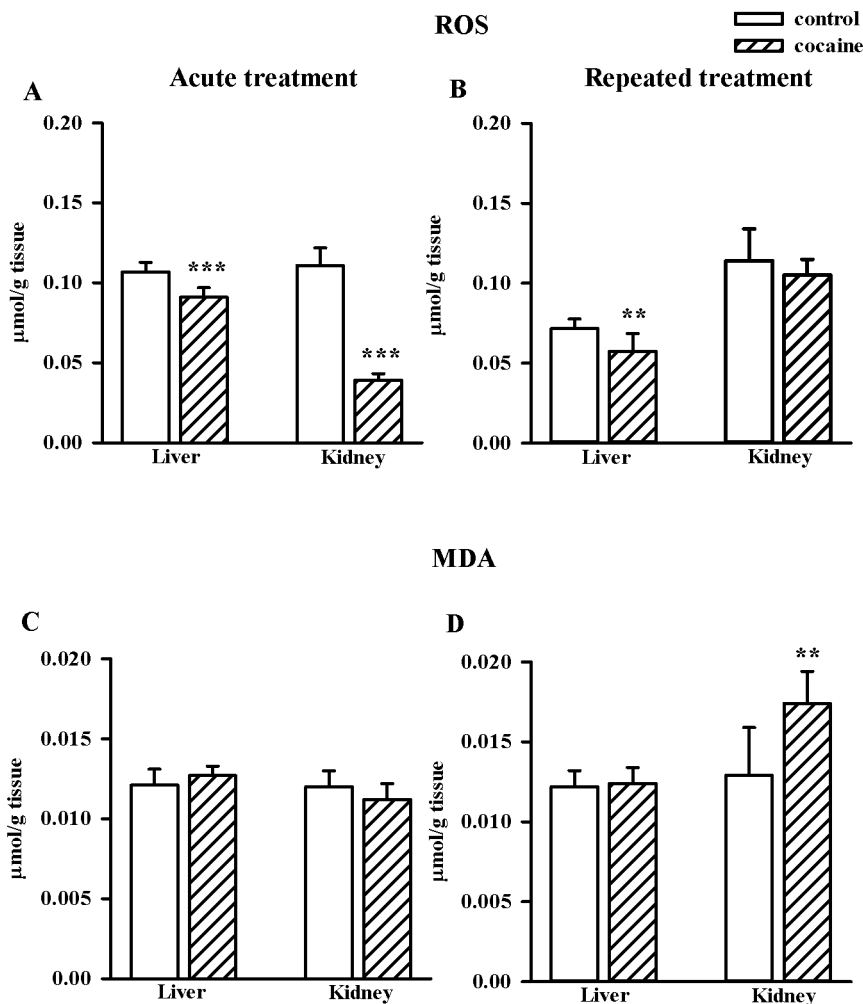 ROS
control
cocaine
Acute treatment
Repeated treatment
A
B
0.20
0.15
0.10
0.05
0.00
μmol/g tissue
***
***
Liver
Kidney
0.20
0.15
0.10
0.05
0.00
μmol/g tissue
**
Liver
Kidney
MDA
C
D
0.020
0.015
0.010
0.005
0.000
μmol/g tissue
Liver
Kidney
0.020
0.015
0.010
0.005
0.000
μmol/g tissue
**
Liver
Kidney